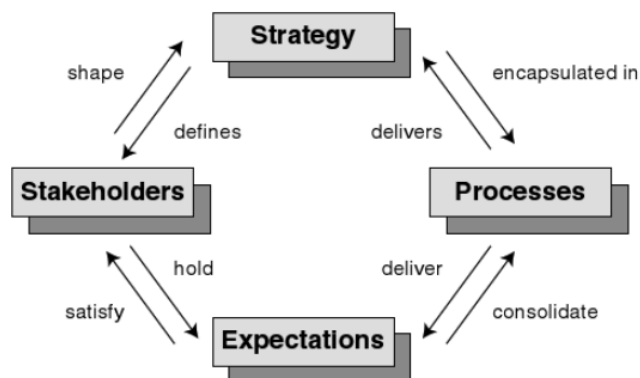 Strategy
shape
encapsulated in
defines
delivers
Stakeholders
Processes
hold
deliver
satisfy
consolidate
Expectations